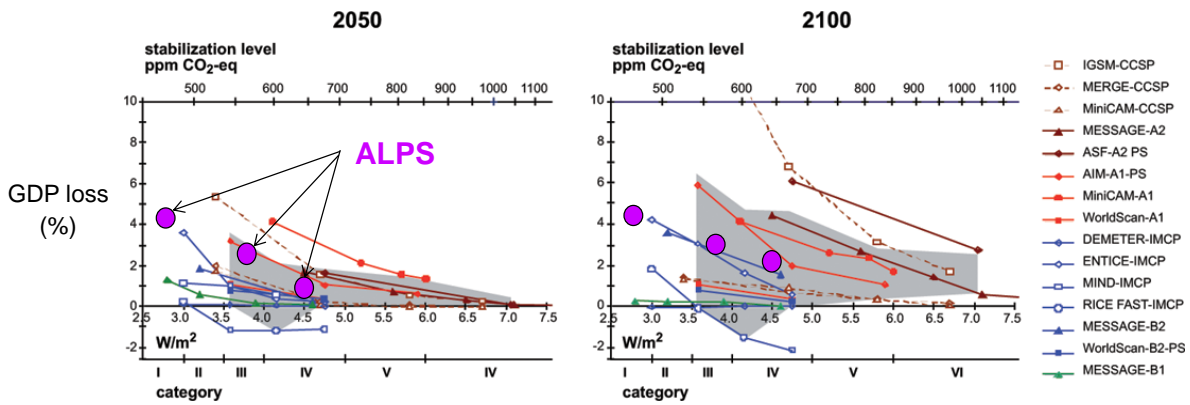 2050
stabilization level
ppm CO2-eq
500 600 700 800 900 1000 1100
10
8
6
4
2
0
-2
2.5 3.0 3.5 4.0 4.5 5.0 5.5 6.0 6.5 7.0 7.5
W/m2
I II III IV V IV
category
ALPS
GDP loss
(%)
2100
stabilization level
ppm CO2-eq
500 600 700 800 900 1000 1100
10
8
6
4
2
0
-2
2.5 3.0 3.5 4.0 4.5 5.0 5.5 6.0 6.5 7.0 7.5
W/m2
I II III IV V VI
category
IGSM-CCSP
MERGE-CCSP
MiniCAM-CCSP
MESSAGE-A2
ASF-A2 PS
AIM-A1-PS
MiniCAM-A1
WorldScan-A1
DEMETER-IMCP
ENTICE-IMCP
MIND-IMCP
RICE FAST-IMCP
MESSAGE-B2
WorldScan-B2-PS
MESSAGE-B1